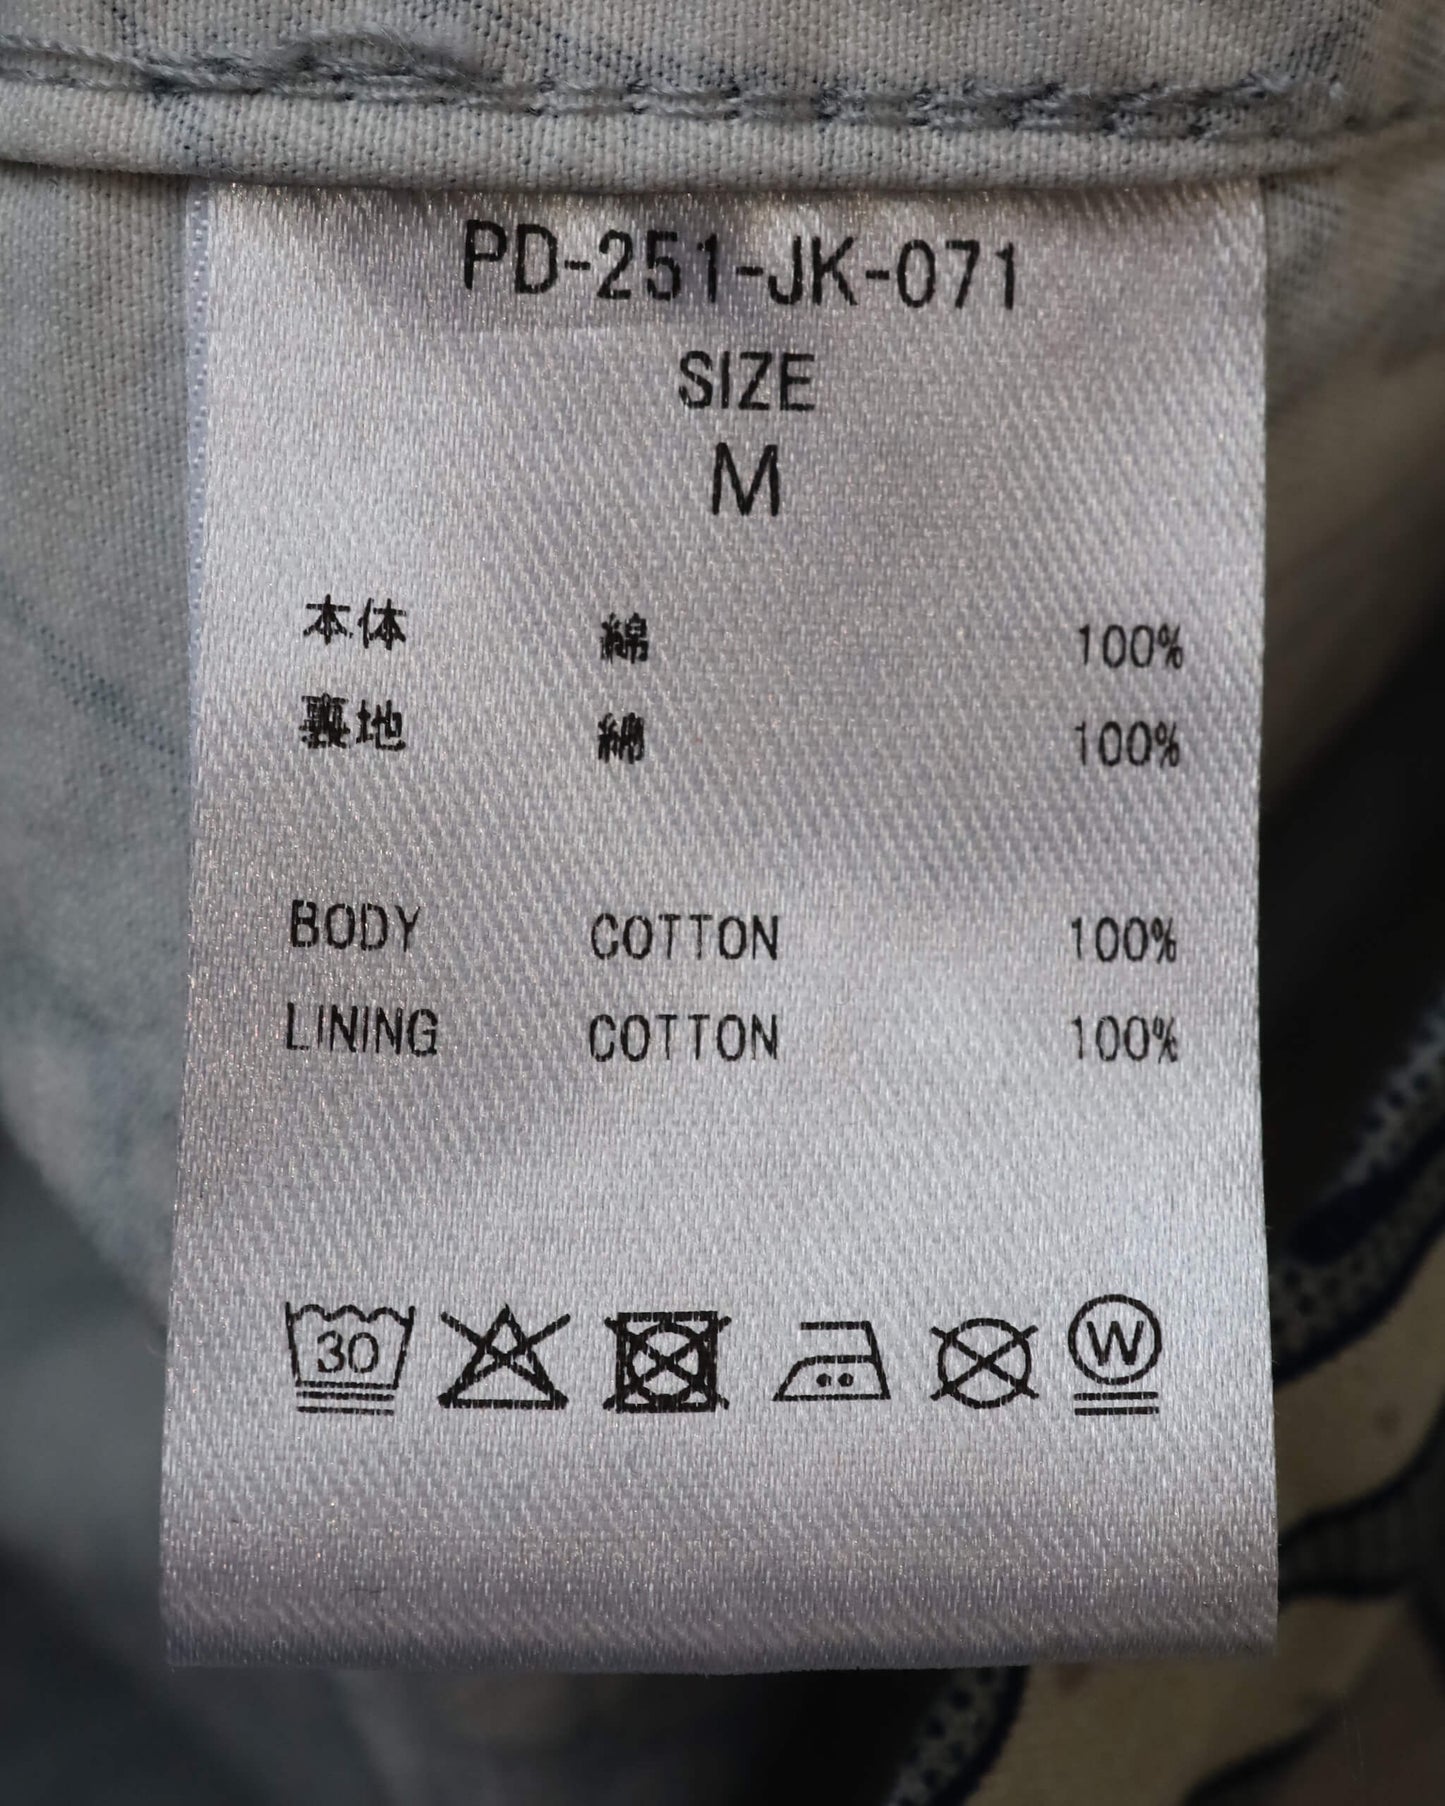 PD-251-JK-071
SIZE
M
本体 綿 100%
裏地 綿 100%
BODY COTTON 100%
LINING COTTON 100%
30 W